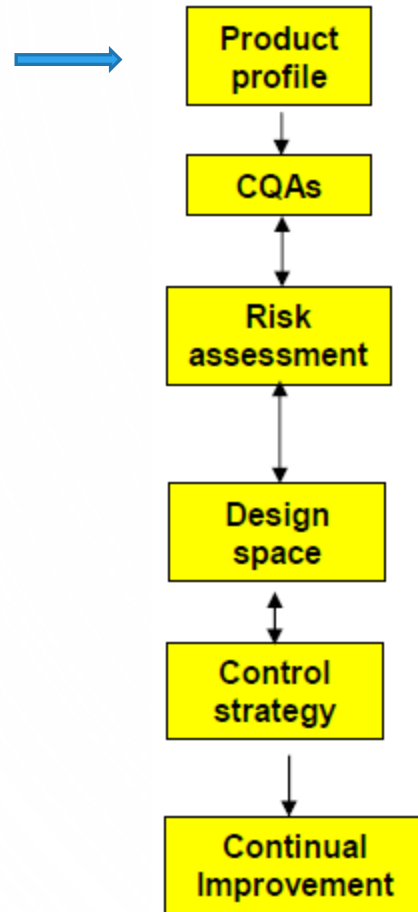 Product
profile
CQAs
Risk
assessment
Design
space
Control
strategy
Continual
Improvement